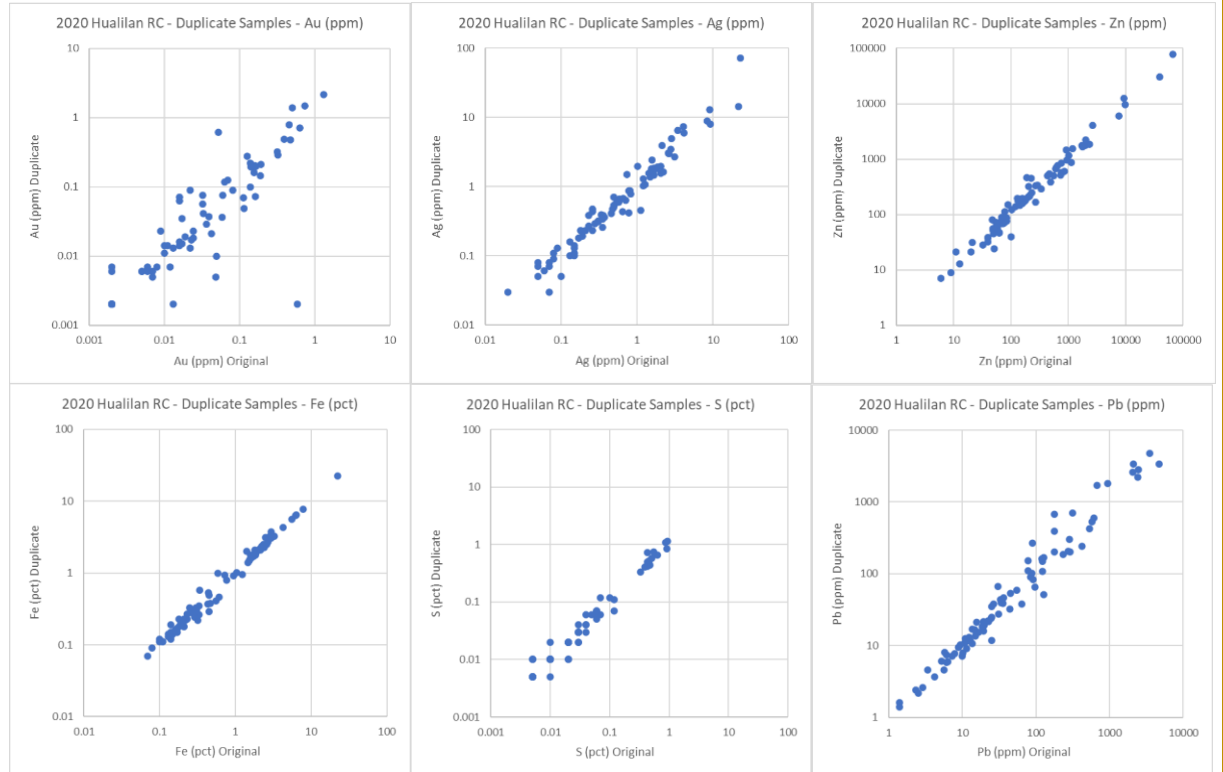 2020 Hualilan RC - Duplicate Samples - Au (ppm)
10
1
0.1
0.01
0.001
Au (ppm) Duplicate
0.001 0.01 0.1 1 10
Au (ppm) Original
2020 Hualilan RC - Duplicate Samples - Ag (ppm)
100
10
1
0.1
0.01
Ag (ppm) Duplicate
0.01 0.1 1 10 100
Ag (ppm) Original
2020 Hualilan RC - Duplicate Samples - Zn (ppm)
100000
10000
1000
100
10
1
Zn (ppm) Duplicate
1 10 100 1000 10000 100000
Zn (ppm) Original
2020 Hualilan RC - Duplicate Samples - Fe (pct)
100
10
1
0.1
0.01
Fe (pct) Duplicate
0.01 0.1 1 10 100
Fe (pct) Original
2020 Hualilan RC - Duplicate Samples - S (pct)
100
10
1
0.1
0.01
0.001
S (pct) Duplicate
0.001 0.01 0.1 1 10 100
S (pct) Original
2020 Hualilan RC - Duplicate Samples - Pb (ppm)
10000
1000
100
10
1
Pb (ppm) Duplicate
1 10 100 1000 10000
Pb (ppm) Original